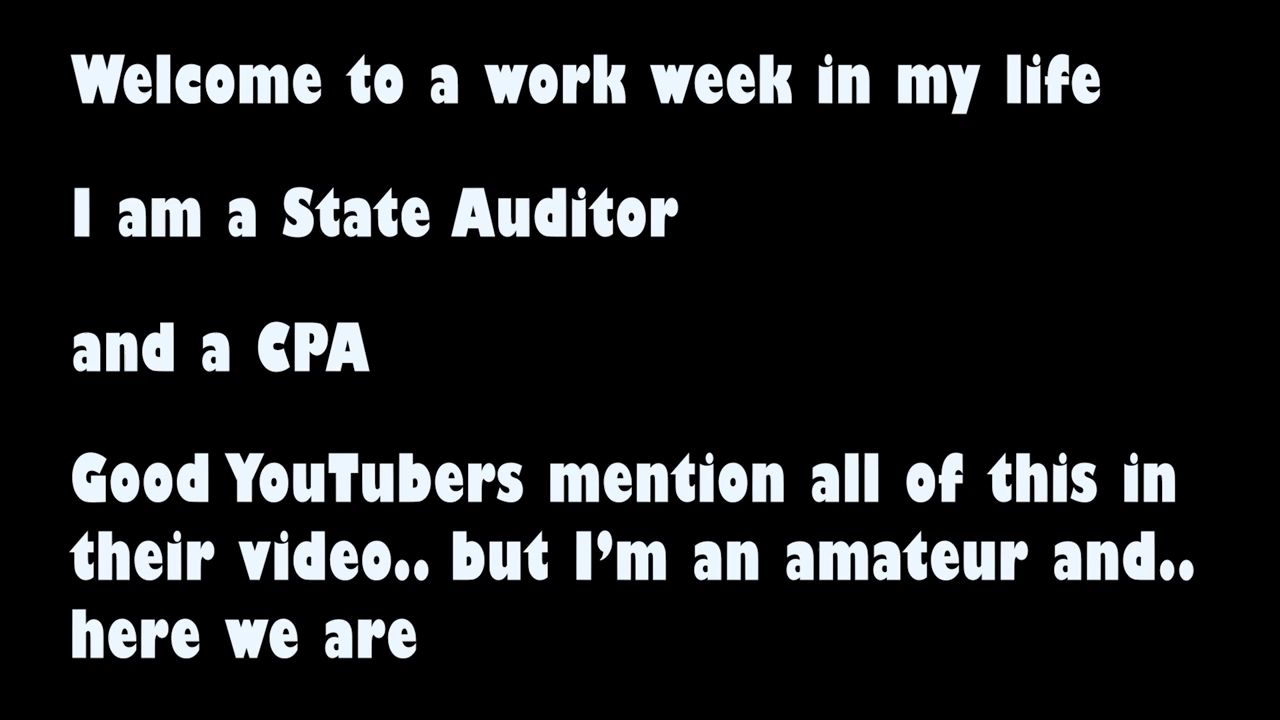 Welcome to a work week in my life
I am a State Auditor
and a CPA
Good YouTubers mention all of this in
their video.. but I’m an amateur and..
here we are